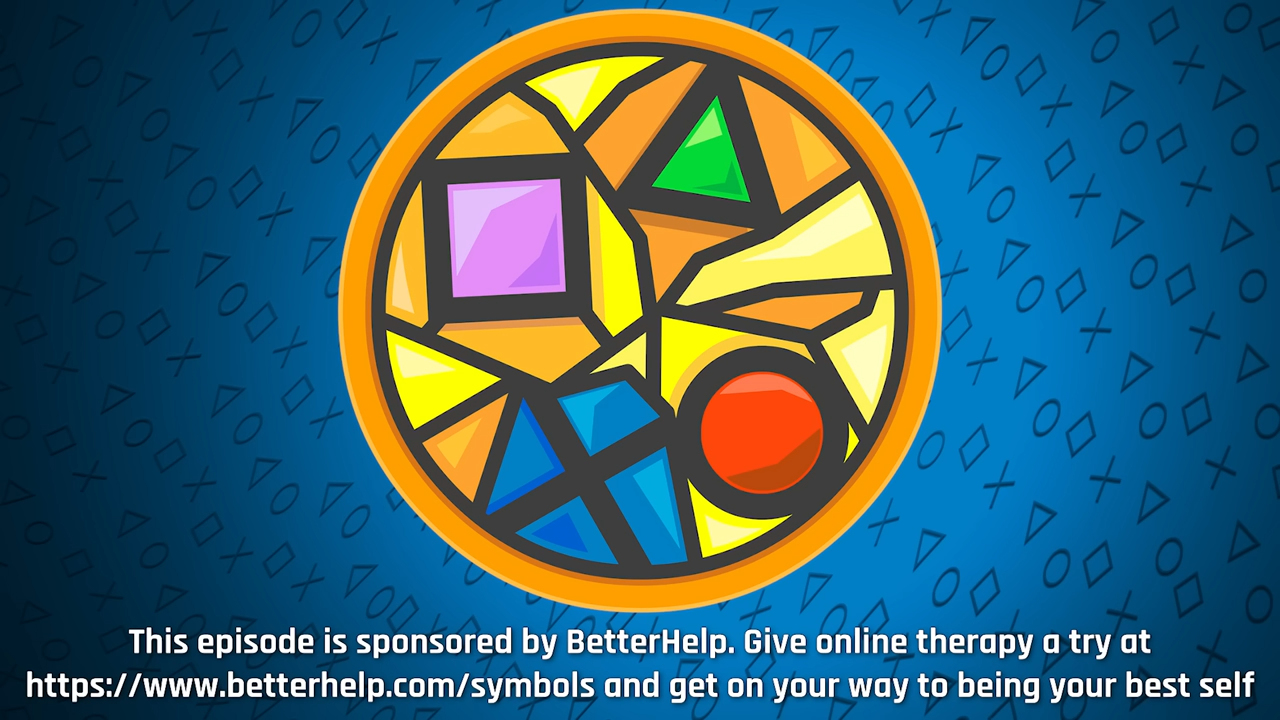 This episode is sponsored by BetterHelp. Give online therapy a try at
https://www.betterhelp.com/symbols and get on your way to being your best self